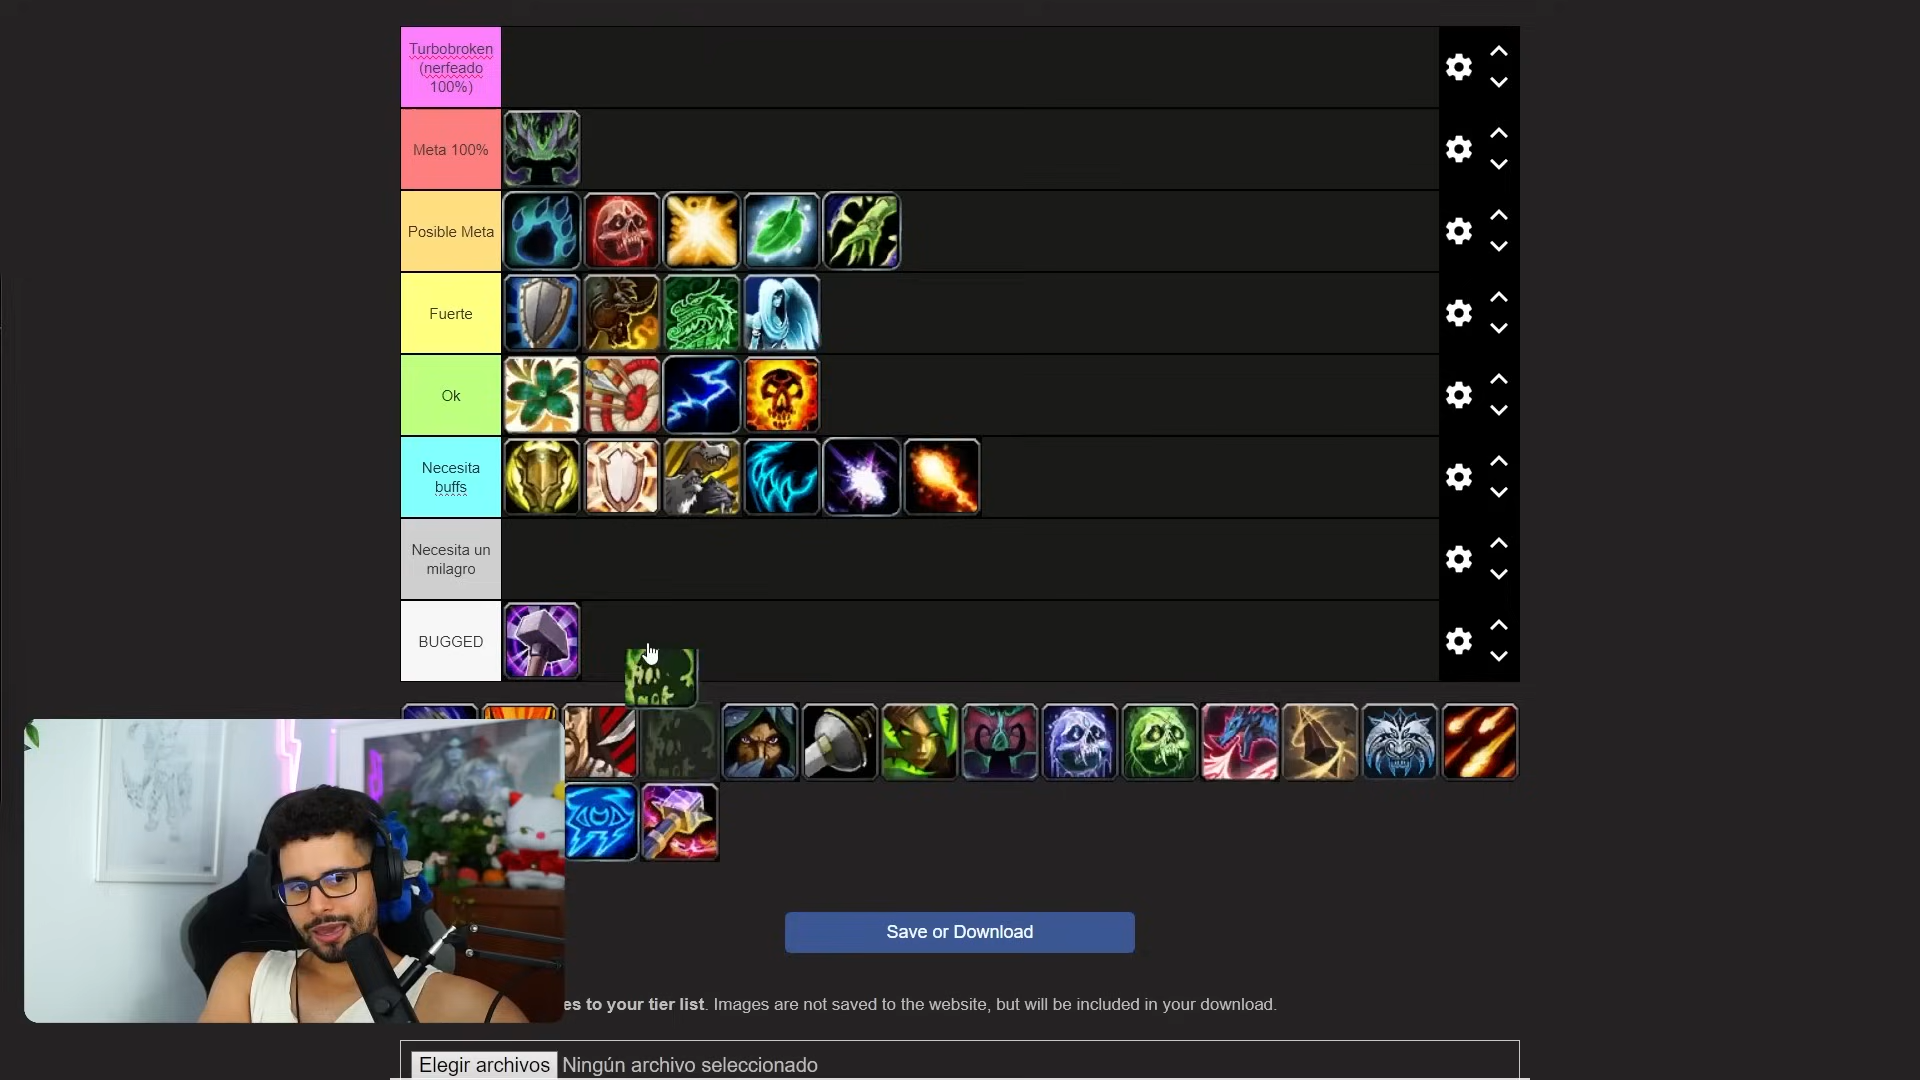 Turbobroken
(nerfeado
100%)
Meta 100%
Posible Meta
Fuerte
Ok
Necesita
buffs
Necesita un
milagro
BUGGED
Save or Download
es to your tier list. Images are not saved to the website, but will be included in your download.
Elegir archivos Ningún archivo seleccionado